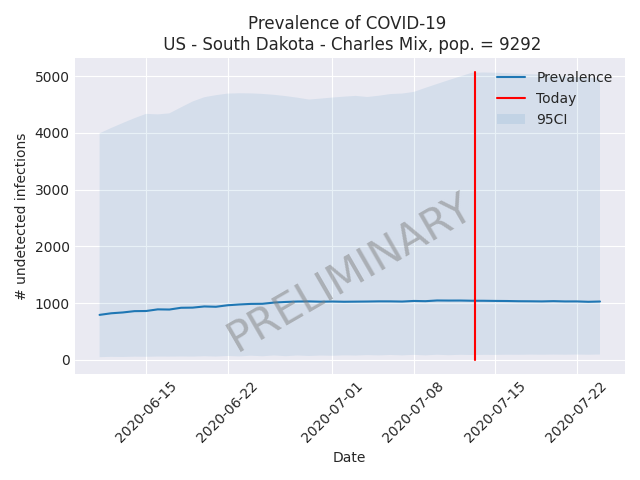 Prevalence of COVID-19
US - South Dakota - Charles Mix, pop. = 9292
# undetected infections
5000
4000
3000
2000
1000
0
Prevalence
Today
95CI
PRELIMINARY
2020-06-15
2020-06-22
2020-07-01
2020-07-08
2020-07-15
2020-07-22
Date